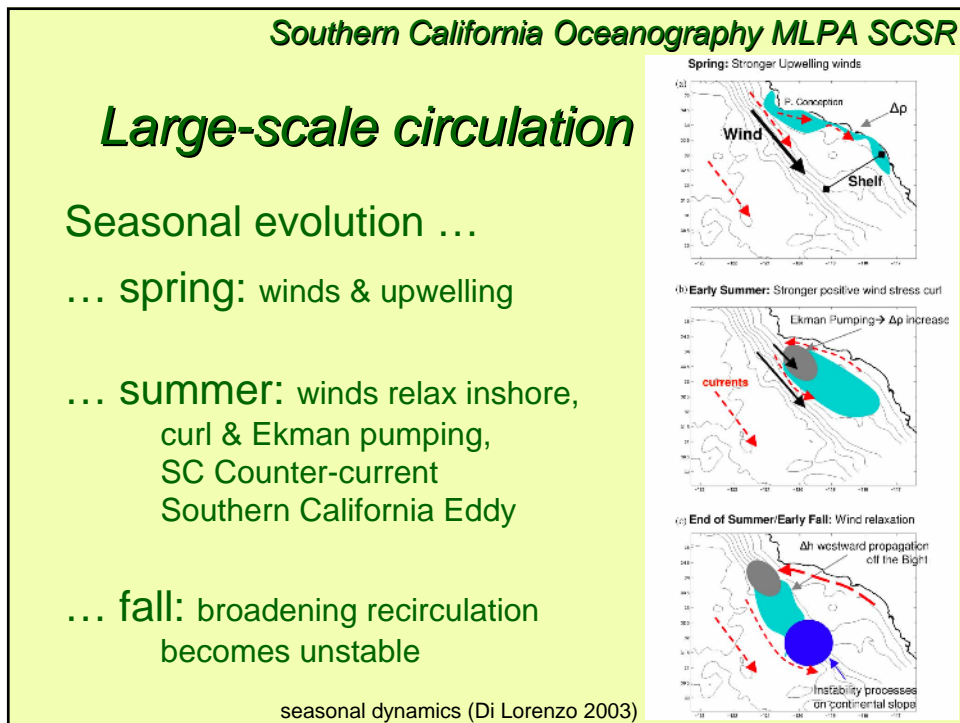 Southern California Oceanography MLPA SCSR
Large-scale circulation
Seasonal evolution …
… spring: winds & upwelling
… summer: winds relax inshore,
curl & Ekman pumping,
SC Counter-current
Southern California Eddy
… fall: broadening recirculation
becomes unstable
seasonal dynamics (Di Lorenzo 2003)
Spring: Stronger Upwelling winds
P. Conception
Δρ
Wind
Shelf
(b) Early Summer: Stronger positive wind stress curl
Ekman Pumping→ Δρ increase
currents
End of Summer/Early Fall: Wind relaxation
Δh westward propagation
off the Bight
Instability processes
on continental slope